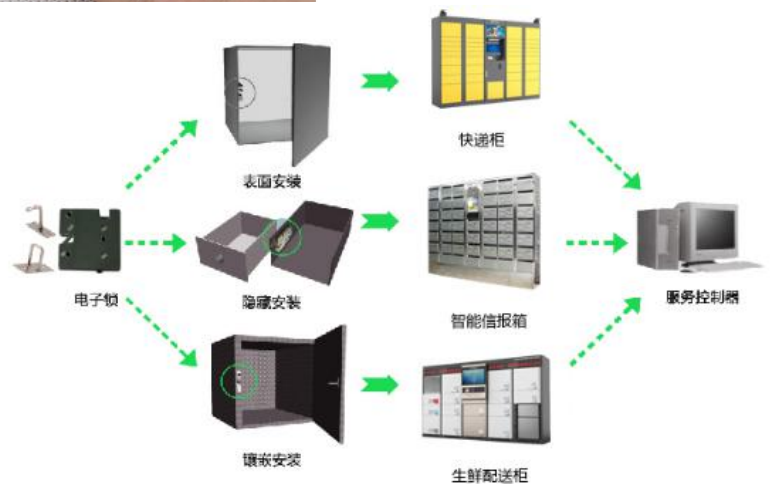 快递柜
表面安装
电子锁
隐藏安装
智能信报箱
服务控制器
镶嵌安装
生鲜配送柜